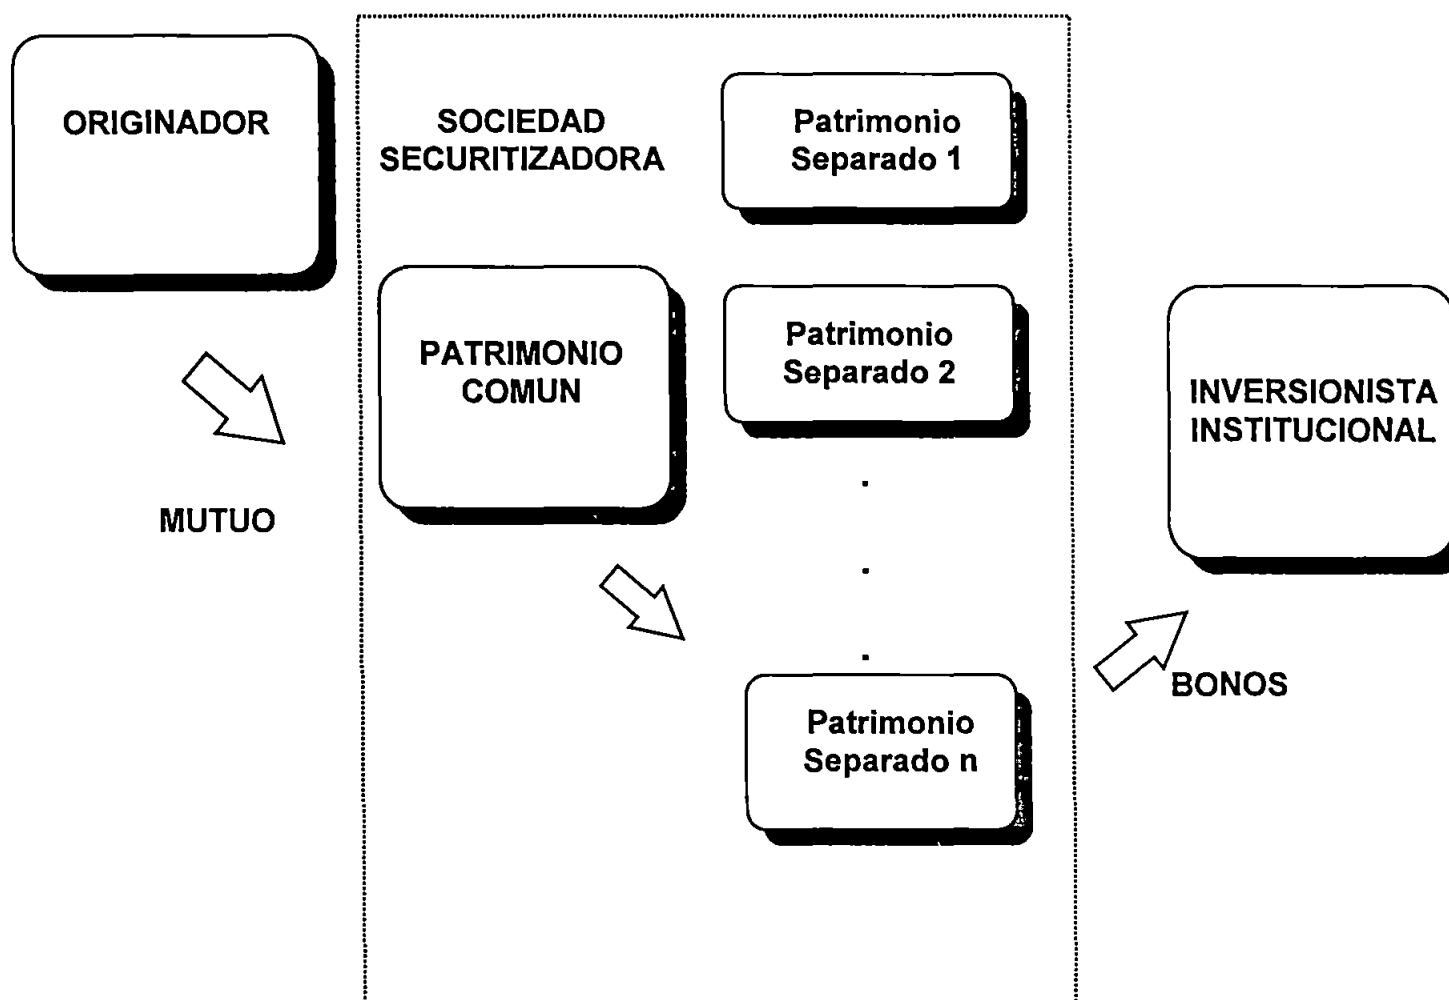 ORIGINADOR
SOCIEDAD
SECURITIZADORA
Patrimonio
Separado 1
PATRIMONIO
COMUN
Patrimonio
Separado 2
INVERSIONISTA
INSTITUCIONAL
MUTUO
.
.
.
BONOS
Patrimonio
Separado n